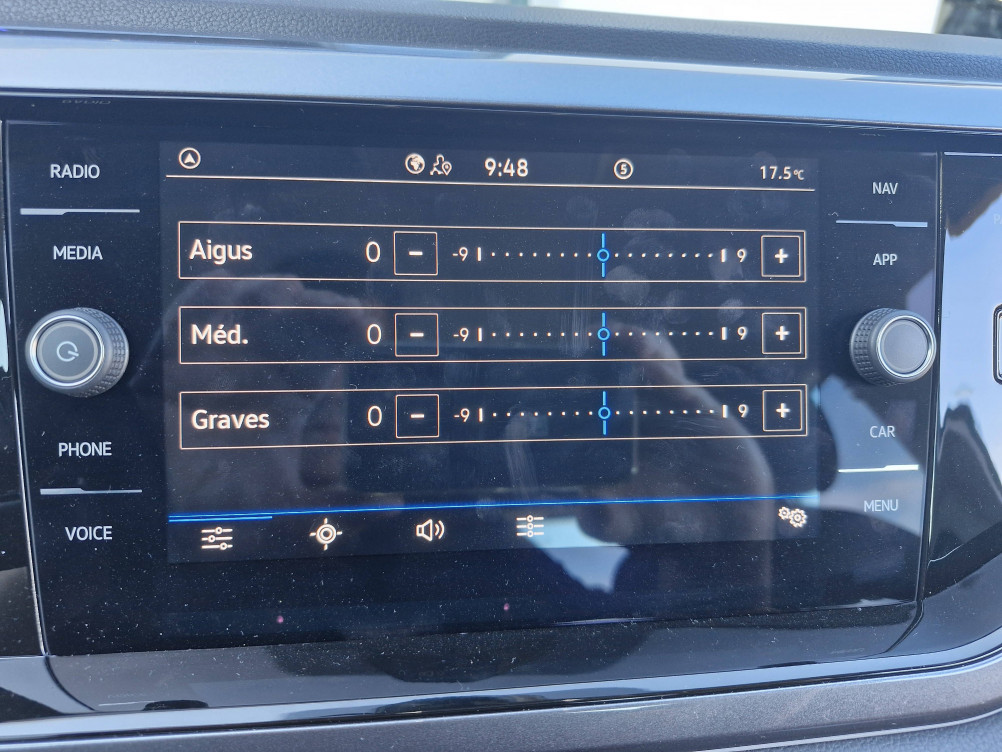 RADIO
MEDIA
PHONE
VOICE
9:48
5
17.5°C
Aigus 0 - -9 9 +
Méd. 0 - -9 9 +
Graves 0 - -9 9 +
NAV
APP
CAR
MENU